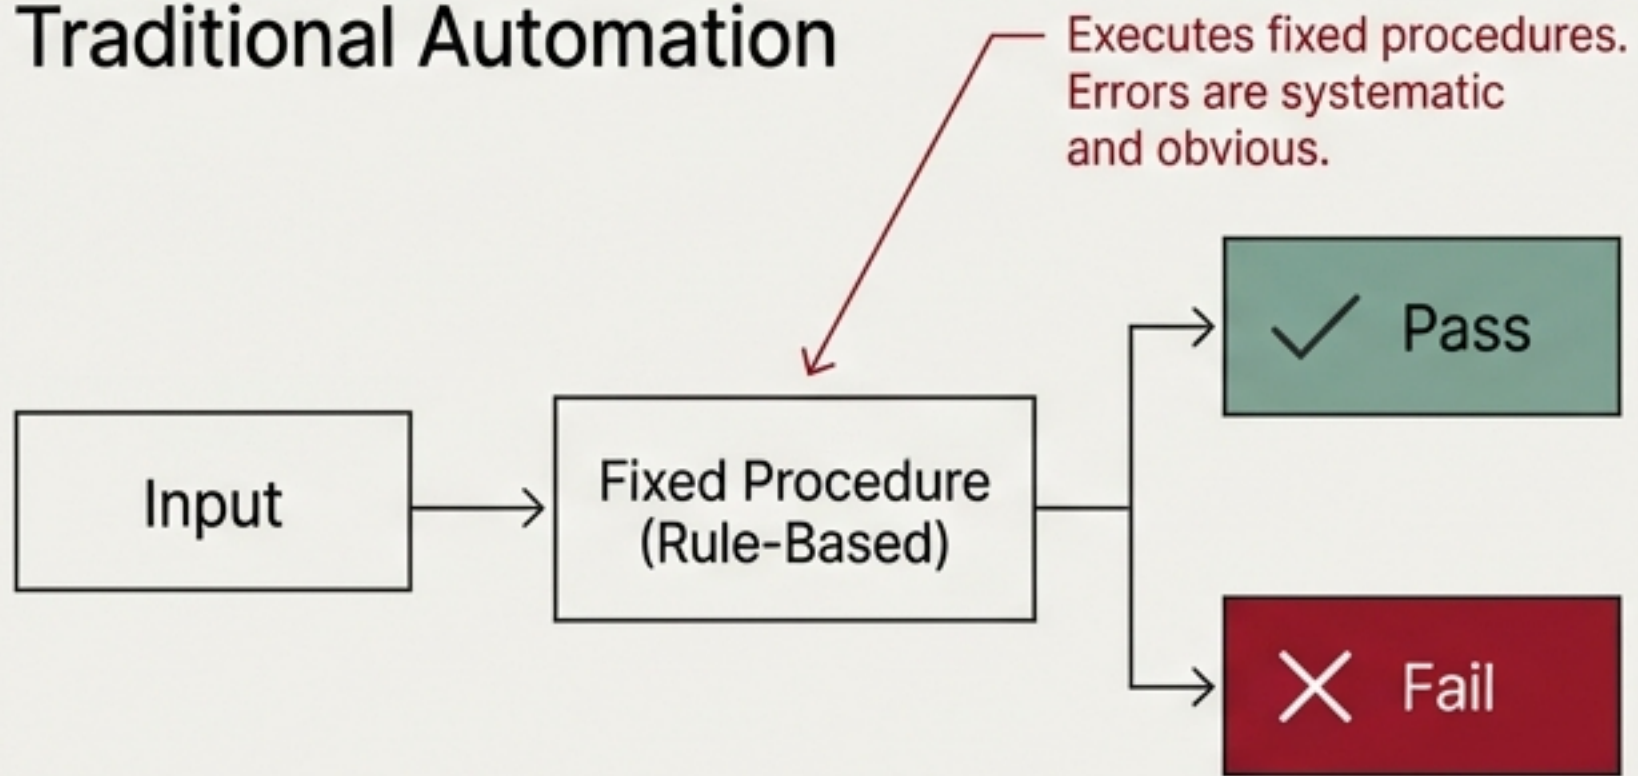 Traditional Automation
Executes fixed procedures.
Errors are systematic
and obvious.
Input
Fixed Procedure
(Rule-Based)
Pass
Fail